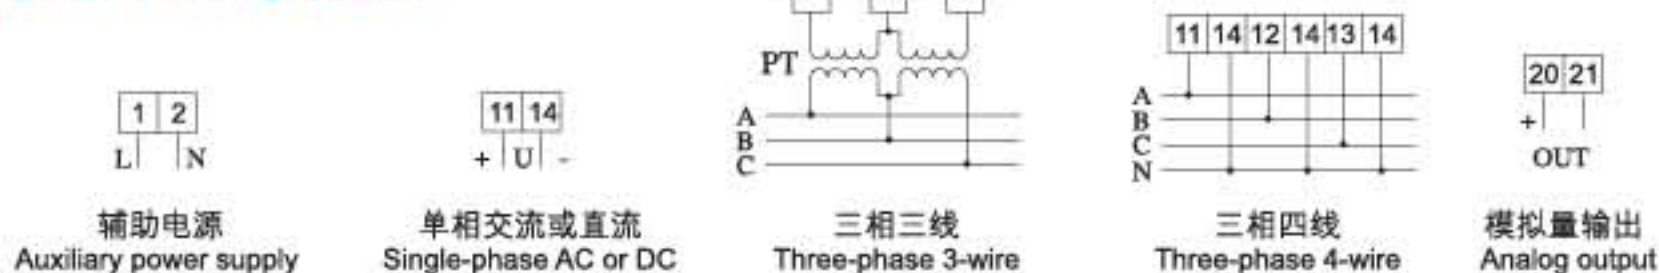 11 14 12 14 13 14
20 21
PT
1 2
11 14
A
B
C
A
B
C
N
+
OUT
L N
+ U -
辅助电源
单相交流或直流
三相三线
三相四线
模拟量输出
Auxiliary power supply
Single-phase AC or DC
Three-phase 3-wire
Three-phase 4-wire
Analog output